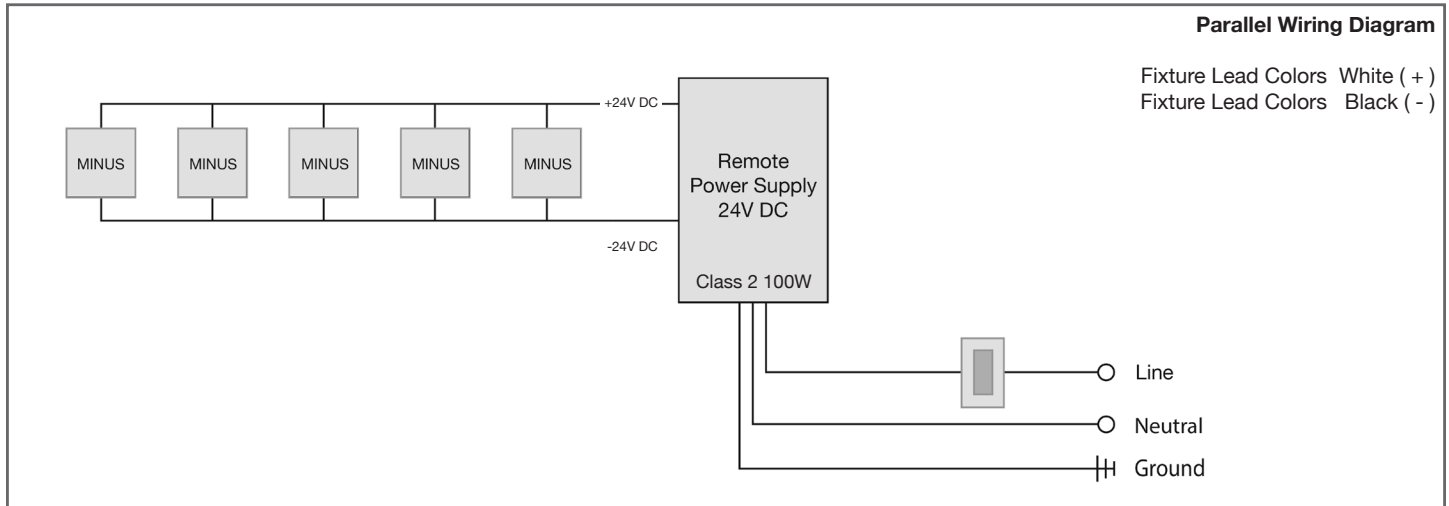 Parallel Wiring Diagram
Fixture Lead Colors White ( + )
Fixture Lead Colors Black ( - )
+24V DC
MINUS
MINUS
MINUS
MINUS
MINUS
Remote
Power Supply
24V DC
-24V DC
Class 2 100W
Line
Neutral
Ground